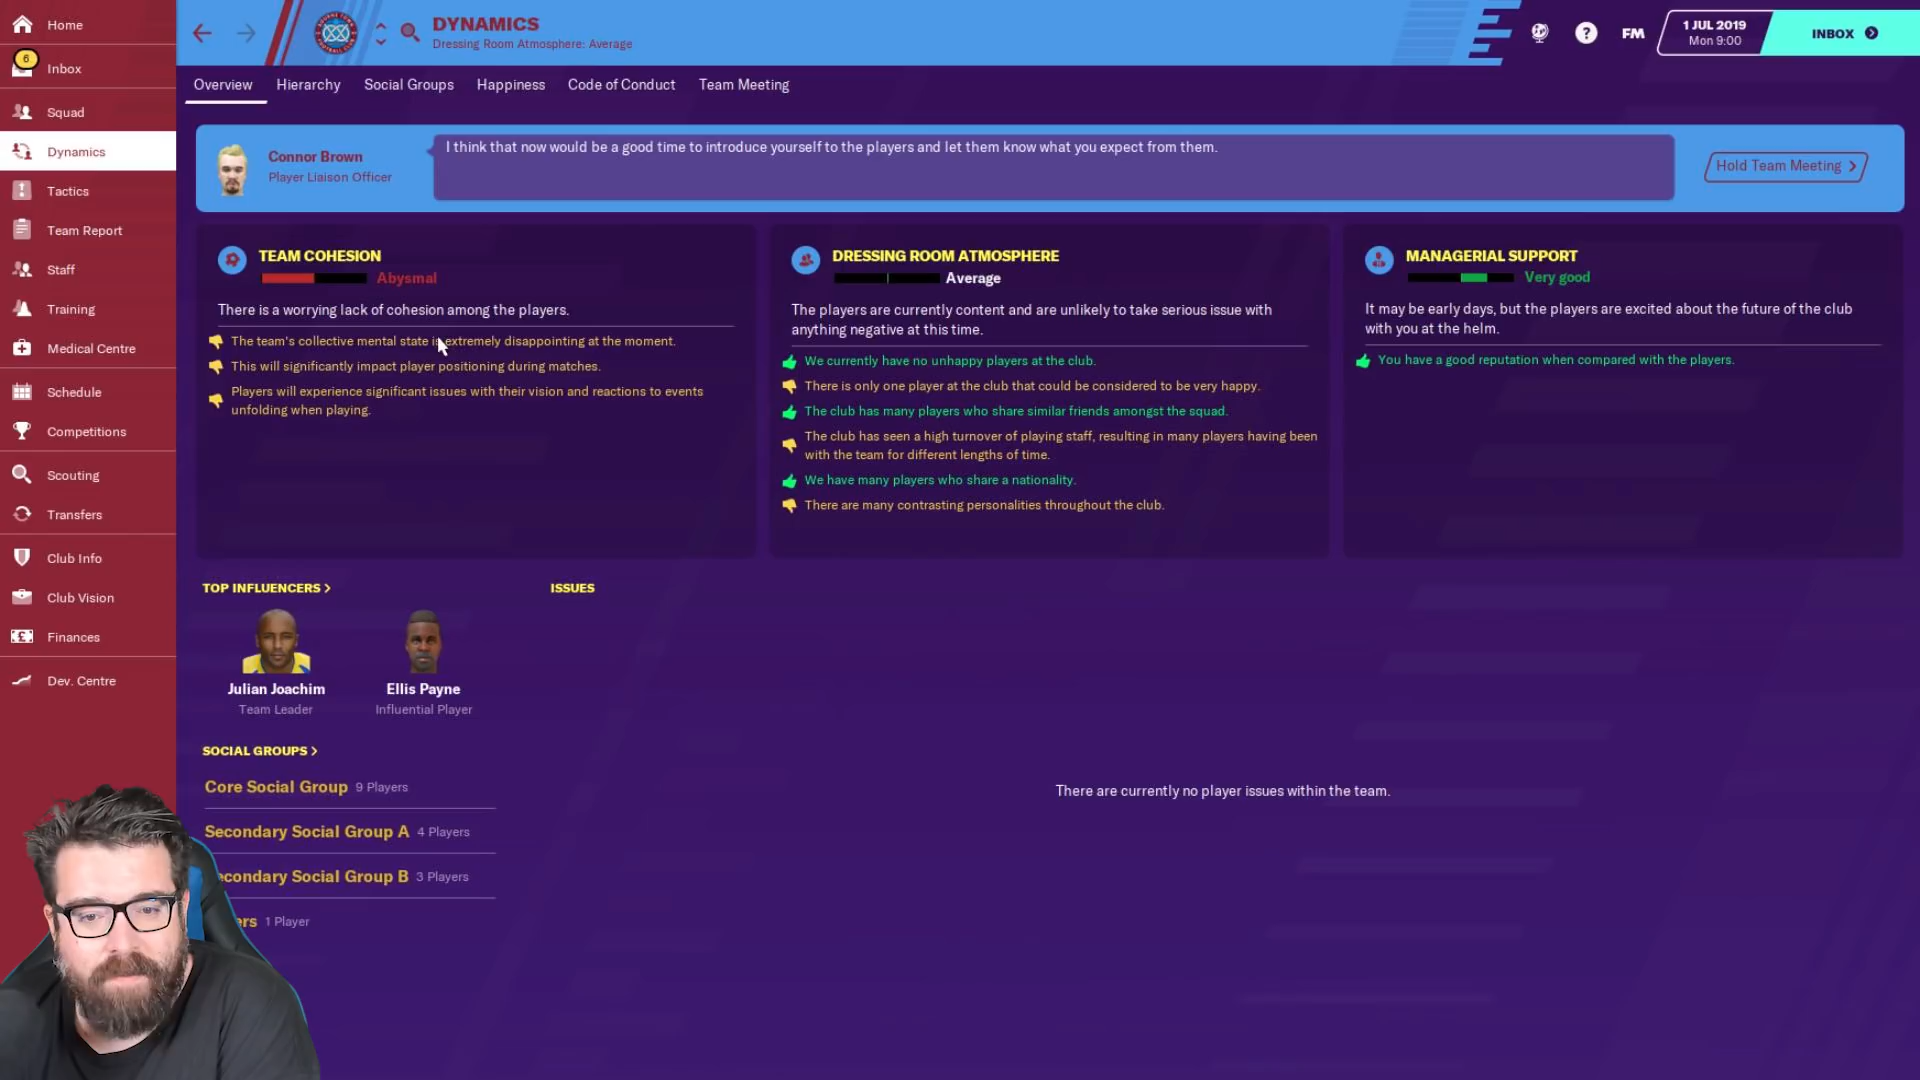 Home
6
Inbox
Squad
Dynamics
Tactics
Team Report
Staff
Training
Medical Centre
Schedule
Competitions
Scouting
Transfers
Club Info
Club Vision
Finances
Dev. Centre
DYNAMICS
Dressing Room Atmosphere: Average
FM
1 JUL 2019
Mon 9:00
INBOX
Overview Hierarchy Social Groups Happiness Code of Conduct Team Meeting
Connor Brown
Player Liaison Officer
I think that now would be a good time to introduce yourself to the players and let them know what you expect from them.
Hold Team Meeting >
TEAM COHESION
Abysmal
There is a worrying lack of cohesion among the players.
The team's collective mental state is extremely disappointing at the moment.
This will significantly impact player positioning during matches.
Players will experience significant issues with their vision and reactions to events
unfolding when playing.
DRESSING ROOM ATMOSPHERE
Average
The players are currently content and are unlikely to take serious issue with
anything negative at this time.
We currently have no unhappy players at the club.
There is only one player at the club that could be considered to be very happy.
The club has many players who share similar friends amongst the squad.
The club has seen a high turnover of playing staff, resulting in many players having been
with the team for different lengths of time.
We have many players who share a nationality.
There are many contrasting personalities throughout the club.
MANAGERIAL SUPPORT
Very good
It may be early days, but the players are excited about the future of the club
with you at the helm.
You have a good reputation when compared with the players.
TOP INFLUENCERS >
Julian Joachim
Team Leader
Ellis Payne
Influential Player
ISSUES
There are currently no player issues within the team.
SOCIAL GROUPS >
Core Social Group 9 Players
Secondary Social Group A 4 Players
econdary Social Group B 3 Players
ers 1 Player